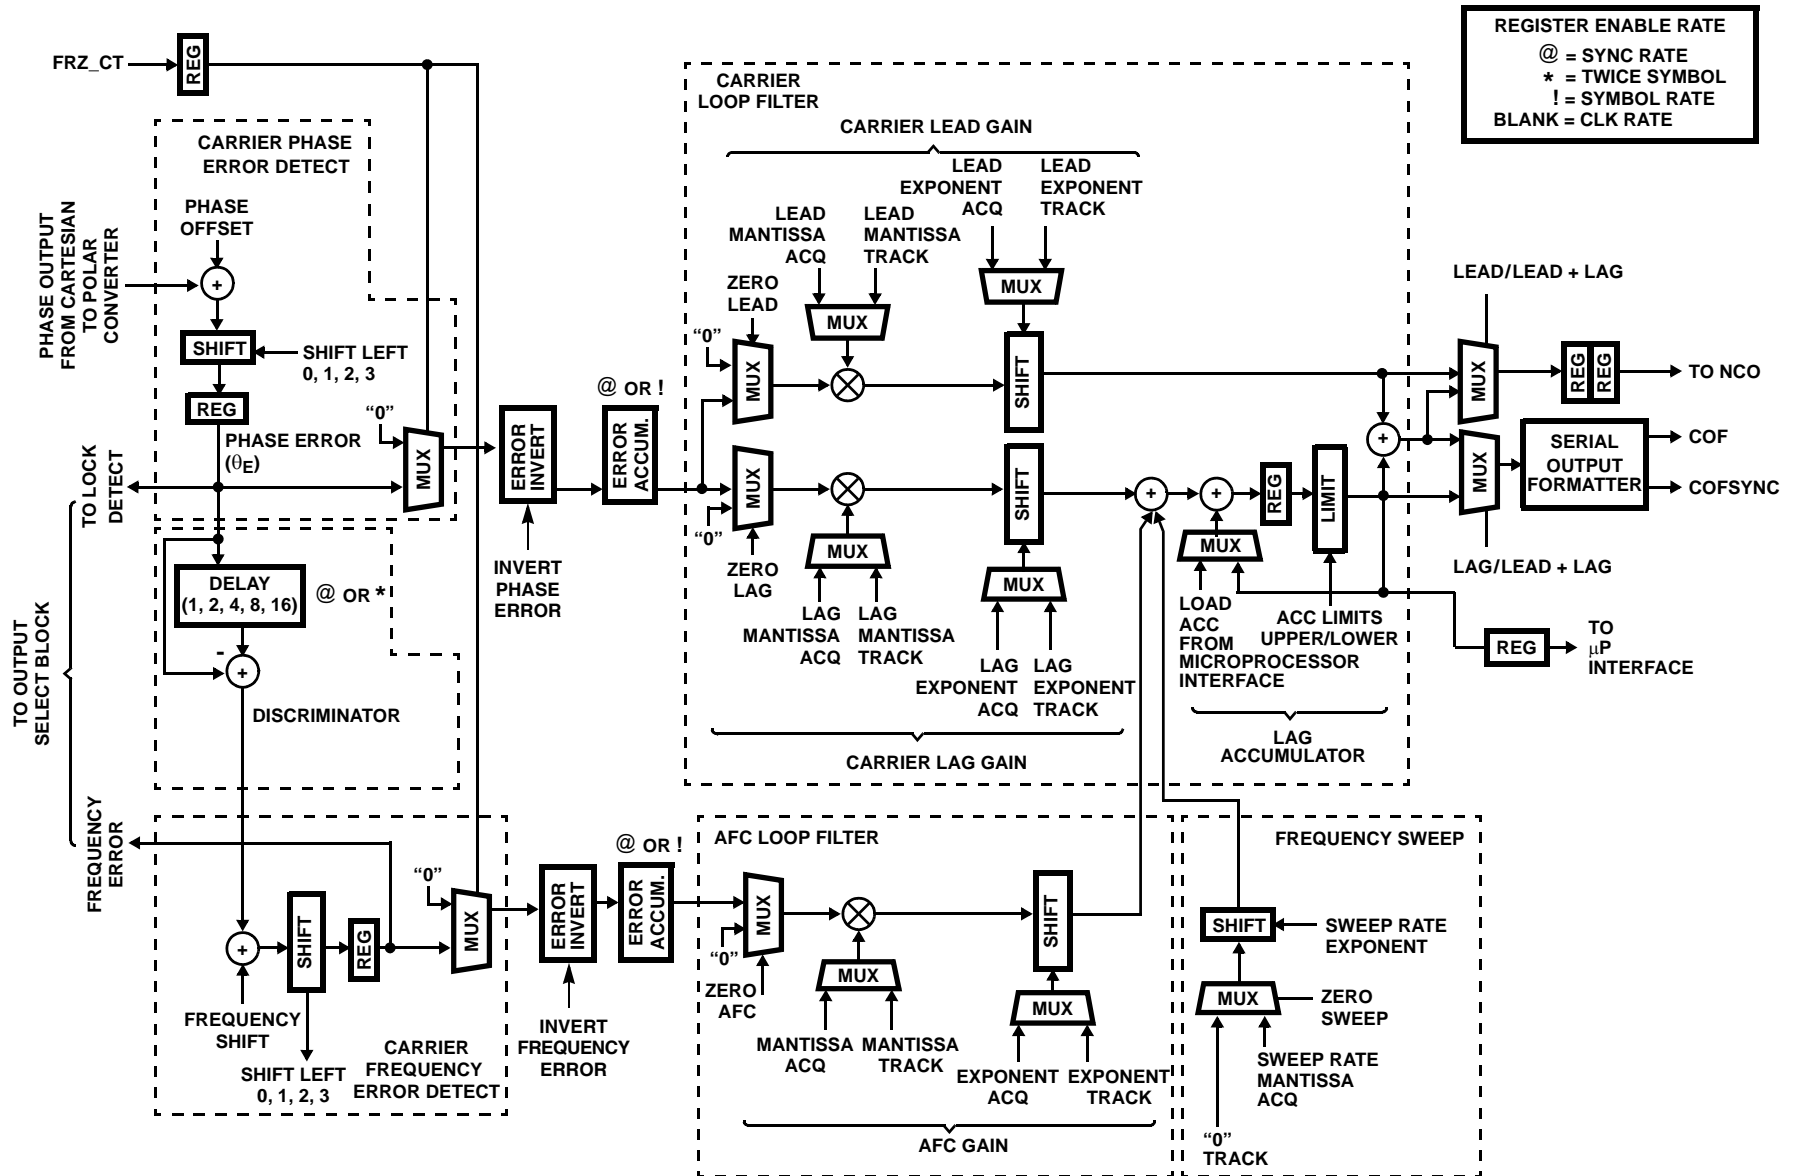 REGISTER ENABLE RATE
@ = SYNC RATE
* = TWICE SYMBOL
! = SYMBOL RATE
BLANK = CLK RATE
FRZ_CT
REG
CARRIER PHASE
ERROR DETECT
PHASE OUTPUT
FROM CARTESIAN
TO POLAR
CONVERTER
PHASE
OFFSET
+
SHIFT
SHIFT LEFT
0, 1, 2, 3
REG
PHASE ERROR
(θE)
“0”
MUX
TO LOCK
DETECT
TO OUTPUT
SELECT BLOCK
DELAY
(1, 2, 4, 8, 16)
@ OR *
-
+
DISCRIMINATOR
FREQUENCY
ERROR
+
FREQUENCY
SHIFT
SHIFT
SHIFT LEFT
0, 1, 2, 3
REG
“0”
MUX
CARRIER
FREQUENCY
ERROR DETECT
ERROR
INVERT
INVERT
PHASE
ERROR
@ OR !
ERROR
ACCUM.
ERROR
INVERT
INVERT
FREQUENCY
ERROR
@ OR !
ERROR
ACCUM.
CARRIER
LOOP FILTER
CARRIER LEAD GAIN
LEAD
EXPONENT
ACQ
LEAD
EXPONENT
TRACK
LEAD
MANTISSA
ACQ
LEAD
MANTISSA
TRACK
ZERO
LEAD
“0”
MUX
MUX
MUX
SHIFT
MUX
“0”
ZERO
LAG
MUX
LAG
MANTISSA
ACQ
LAG
MANTISSA
TRACK
SHIFT
MUX
LAG
EXPONENT
ACQ
LAG
EXPONENT
TRACK
CARRIER LAG GAIN
+
+
REG
LIMIT
MUX
LOAD
ACC
FROM
MICROPROCESSOR
INTERFACE
ACC LIMITS
UPPER/LOWER
LAG
ACCUMULATOR
+
LEAD/LEAD + LAG
MUX
REG
REG
TO NCO
MUX
SERIAL
OUTPUT
FORMATTER
COF
COFSYNC
LAG/LEAD + LAG
REG
TO
μP
INTERFACE
AFC LOOP FILTER
MUX
“0”
ZERO
AFC
MUX
MANTISSA
ACQ
MANTISSA
TRACK
SHIFT
MUX
EXPONENT
ACQ
EXPONENT
TRACK
AFC GAIN
FREQUENCY SWEEP
SHIFT
SWEEP RATE
EXPONENT
MUX
ZERO
SWEEP
SWEEP RATE
MANTISSA
ACQ
“0”
TRACK